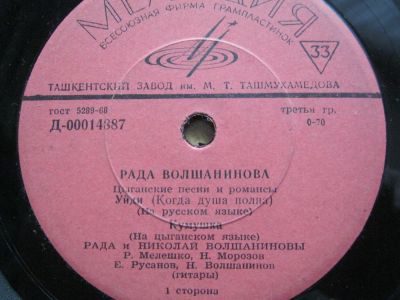 МЕЛОДИЯ
ВСЕСОЮЗНАЯ ФИРМА ГРАМПЛАСТИНОК
33
ТАШКЕНТСКИЙ ЗАВОД им. М. Т. ТАШМУХАМЕДОВА
гост 5289-68
третья гр.
Д-00014887
0-70
РАДА ВОЛШАНИНОВА
Цыганские песни и романсы
Уйди (Когда душа полна)
(На русском языке)
Кумушка
(На цыганском языке)
РАДА и НИКОЛАЙ ВОЛШАНИНОВЫ
Р. Мелешко, Н. Морозов
Е. Русанов, Н. Волшанинов
(гитары)
1 сторона